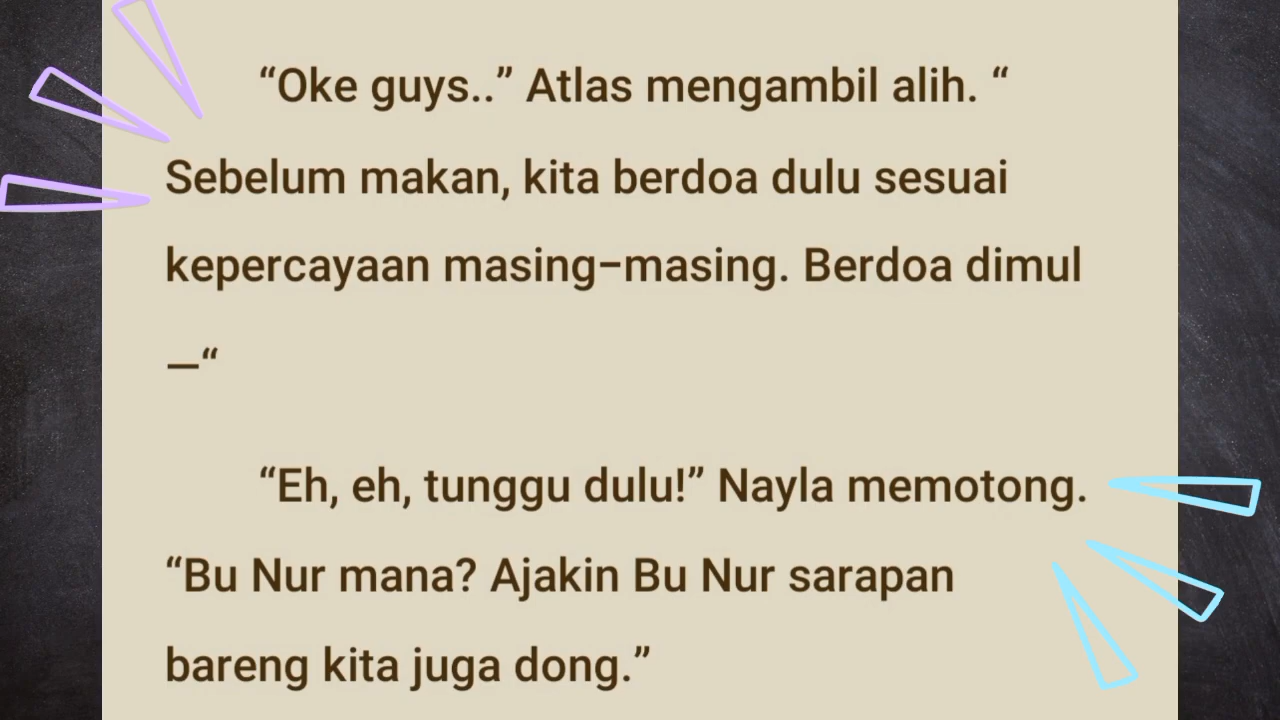 “Oke guys..” Atlas mengambil alih. “
Sebelum makan, kita berdoa dulu sesuai
kepercayaan masing–masing. Berdoa dimul
—“
“Eh, eh, tunggu dulu!” Nayla memotong.
“Bu Nur mana? Ajakin Bu Nur sarapan
bareng kita juga dong.”